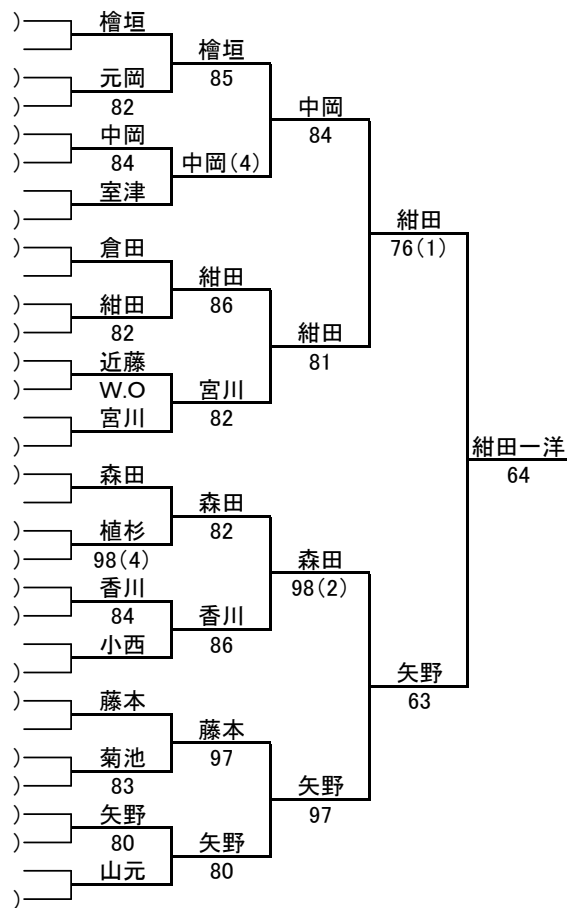 )
檜垣
檜垣
85
)
元岡
)
82
中岡
84
)
中岡
)
84
中岡(4)
室津
)
紺田
76(1)
)
倉田
紺田
86
)
紺田
)
82
紺田
81
)
近藤
)
W.O
宮川
82
宮川
)
紺田一洋
64
)
森田
森田
82
)
植杉
)
98(4)
森田
98(2)
)
香川
)
84
香川
86
小西
)
矢野
63
)
藤本
藤本
97
)
菊池
)
83
矢野
97
)
矢野
)
80
矢野
80
山元
)